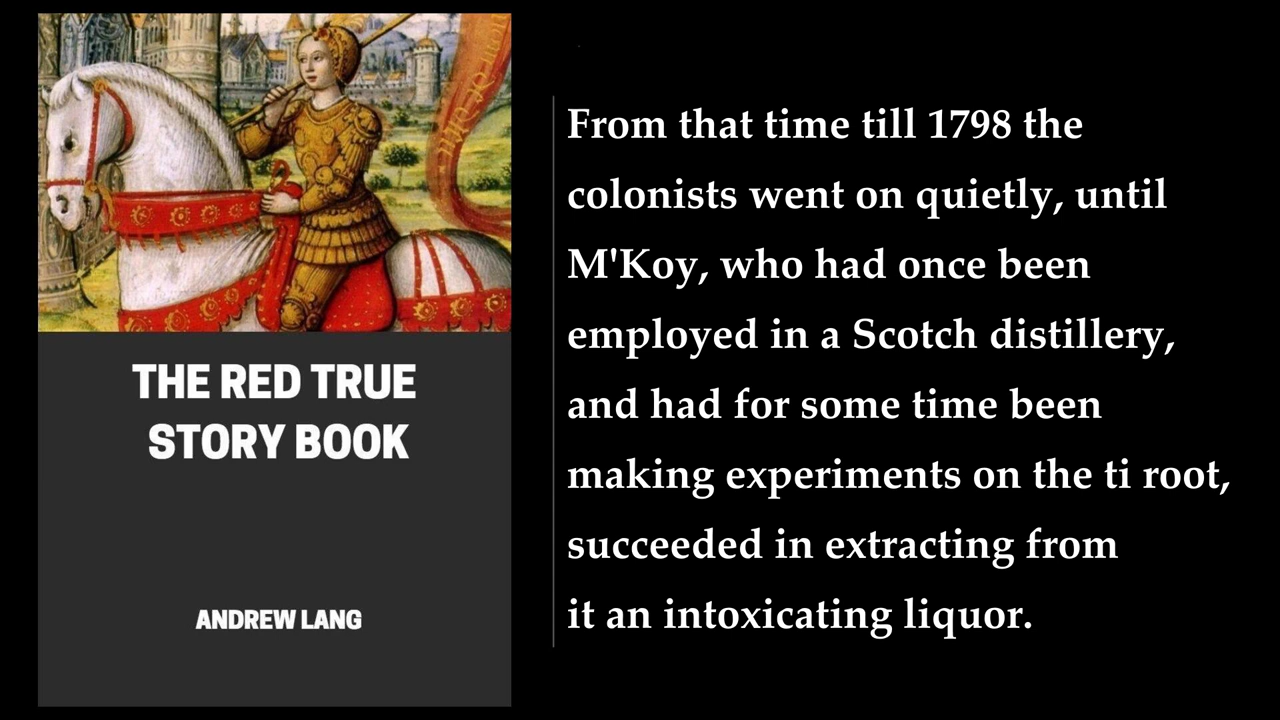 THE RED TRUE
STORY BOOK
ANDREW LANG
From that time till 1798 the
colonists went on quietly, until
M'Koy, who had once been
employed in a Scotch distillery,
and had for some time been
making experiments on the ti root,
succeeded in extracting from
it an intoxicating liquor.